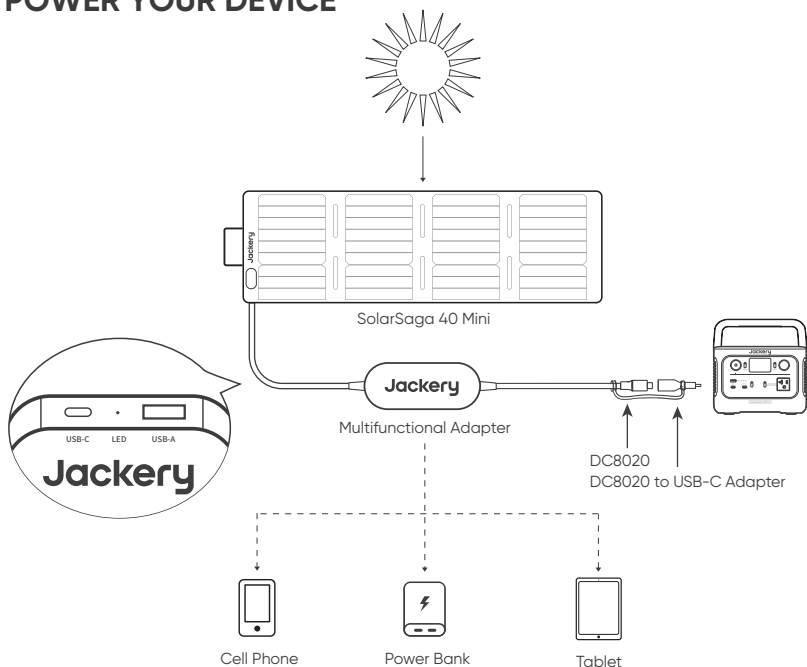 POWER YOUR DEVICE
Jackery
SolarSaga 40 Mini
Jackery
Jackery
Multifunctional Adapter
USB-C LED USB-A
Jackery
DC8020
DC8020 to USB-C Adapter
Cell Phone Power Bank Tablet